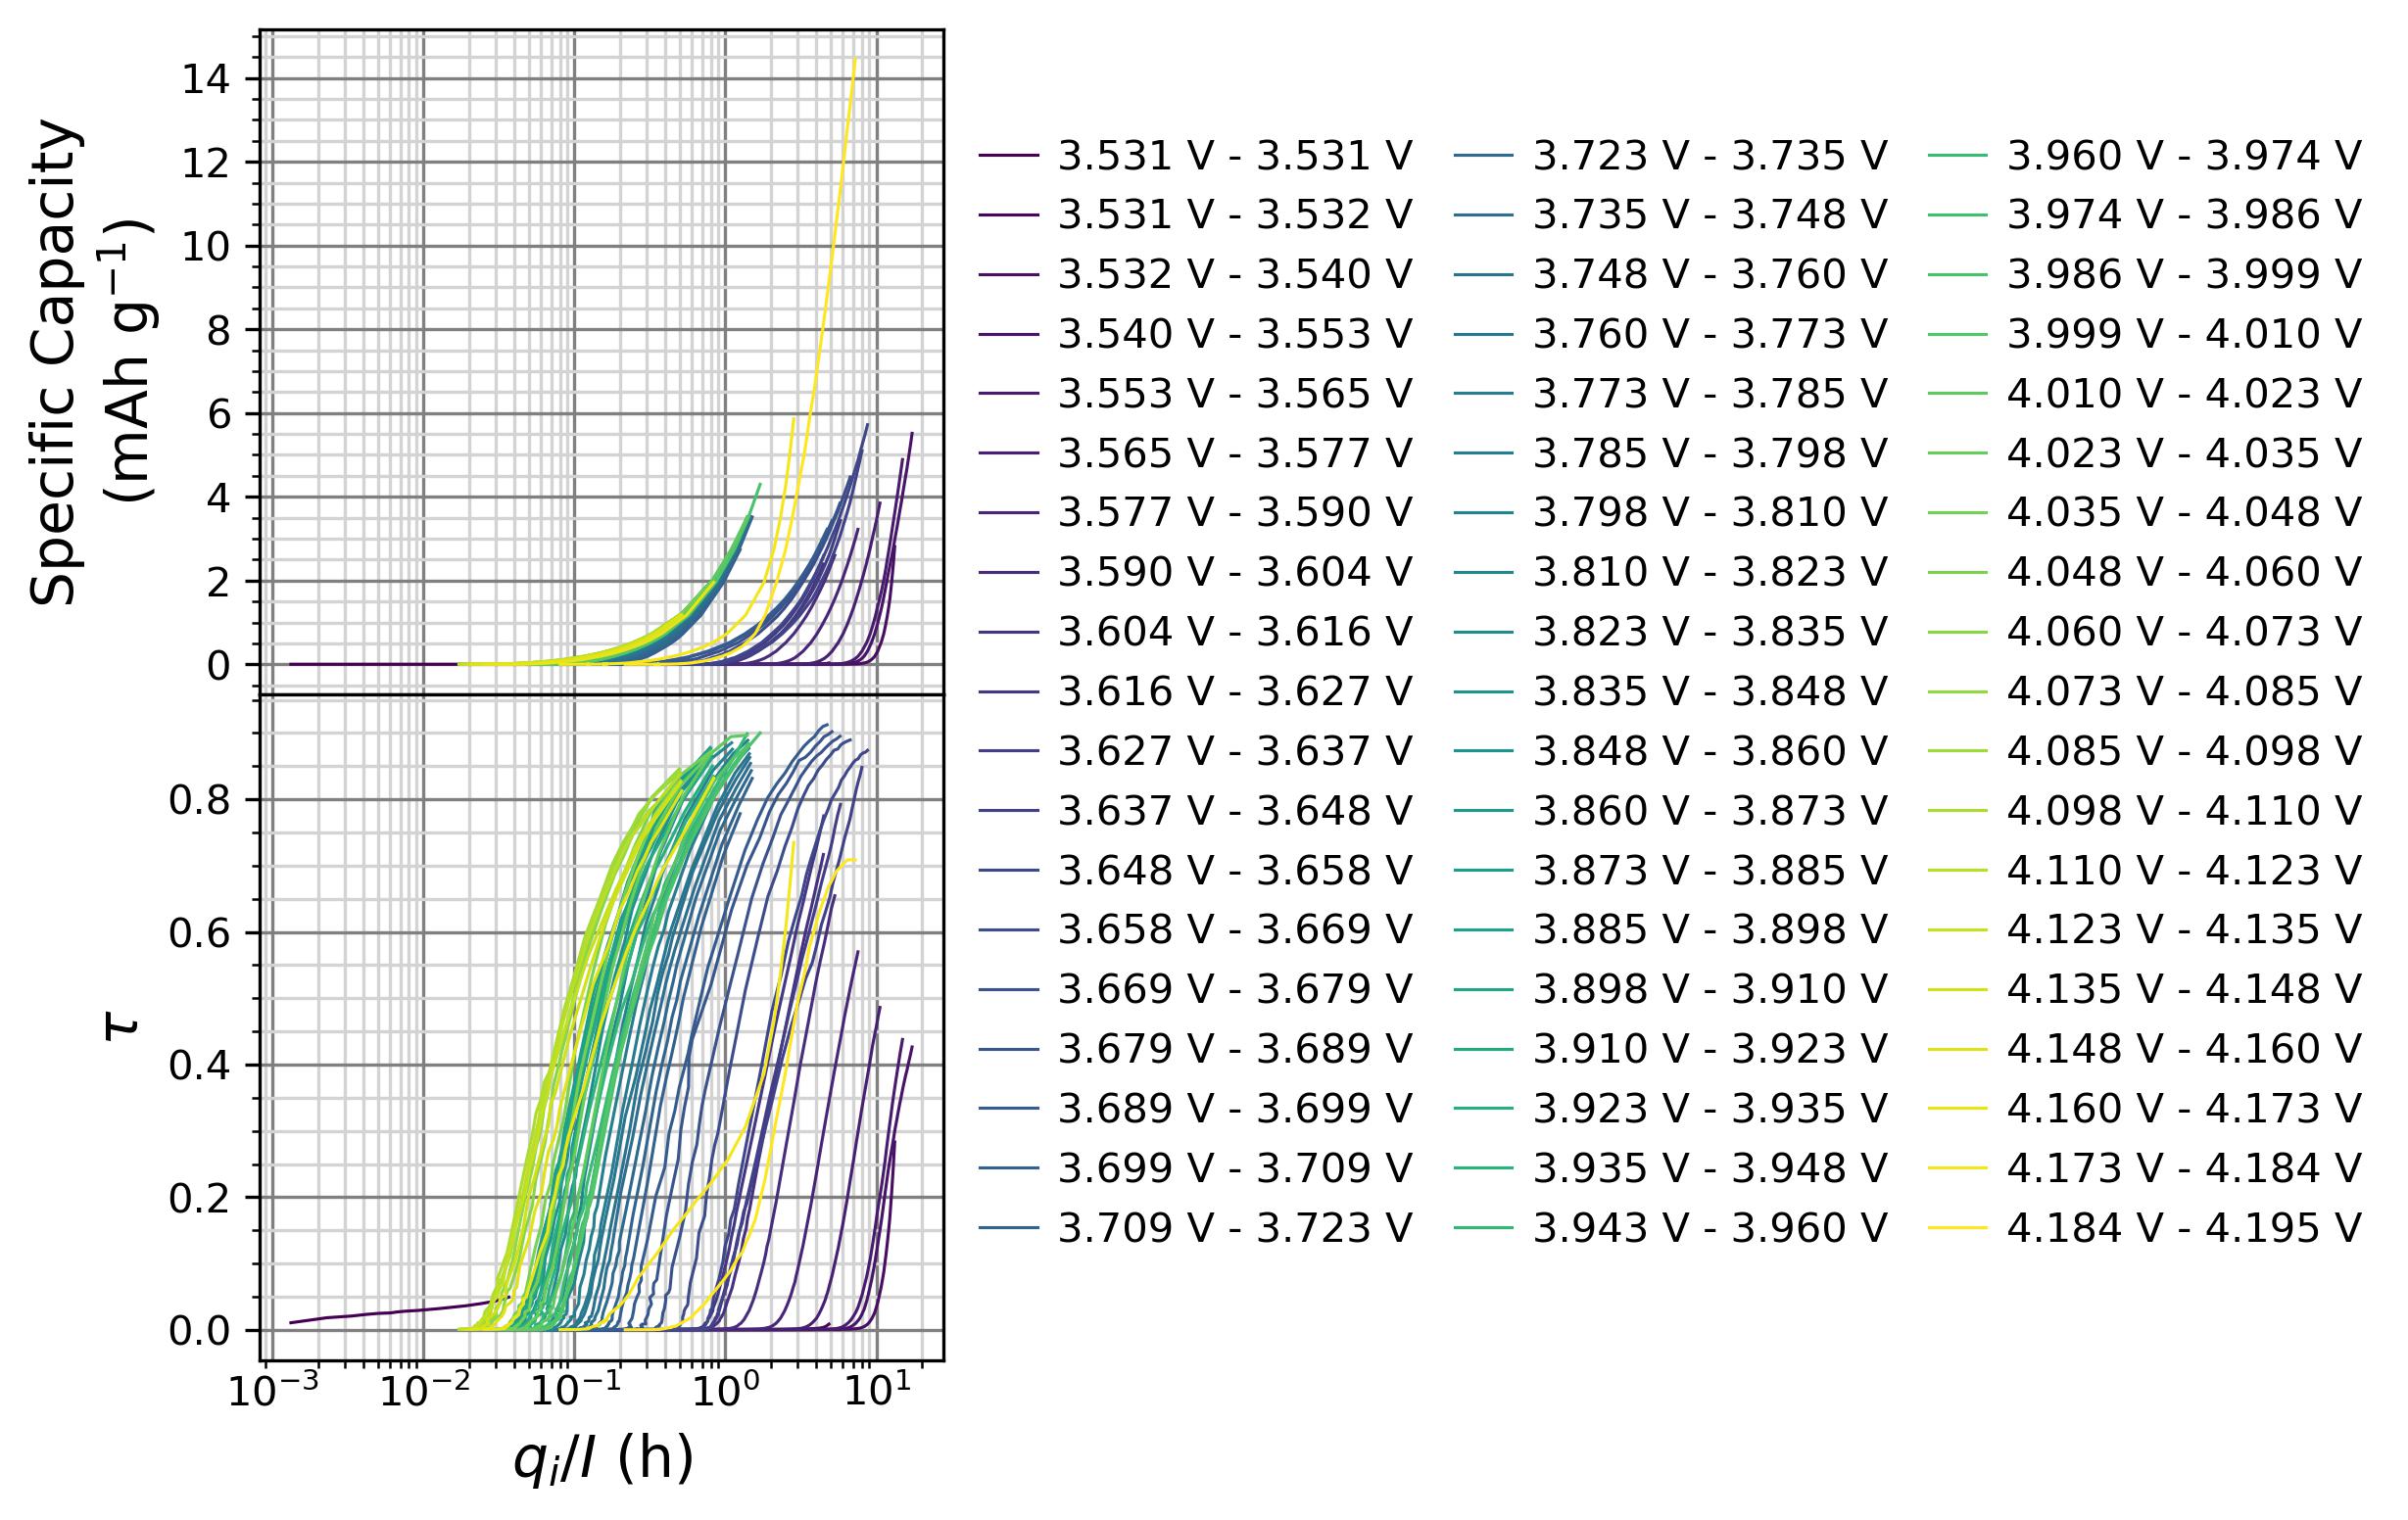 Specific Capacity
(mAh g⁻¹)
14
12
10
8
6
4
2
0
τ
0.8
0.6
0.4
0.2
0.0
10⁻³ 10⁻² 10⁻¹ 10⁰ 10¹
qᵢ/I (h)
3.531 V - 3.531 V
3.531 V - 3.532 V
3.532 V - 3.540 V
3.540 V - 3.553 V
3.553 V - 3.565 V
3.565 V - 3.577 V
3.577 V - 3.590 V
3.590 V - 3.604 V
3.604 V - 3.616 V
3.616 V - 3.627 V
3.627 V - 3.637 V
3.637 V - 3.648 V
3.648 V - 3.658 V
3.658 V - 3.669 V
3.669 V - 3.679 V
3.679 V - 3.689 V
3.689 V - 3.699 V
3.699 V - 3.709 V
3.709 V - 3.723 V
3.723 V - 3.735 V
3.735 V - 3.748 V
3.748 V - 3.760 V
3.760 V - 3.773 V
3.773 V - 3.785 V
3.785 V - 3.798 V
3.798 V - 3.810 V
3.810 V - 3.823 V
3.823 V - 3.835 V
3.835 V - 3.848 V
3.848 V - 3.860 V
3.860 V - 3.873 V
3.873 V - 3.885 V
3.885 V - 3.898 V
3.898 V - 3.910 V
3.910 V - 3.923 V
3.923 V - 3.935 V
3.935 V - 3.948 V
3.943 V - 3.960 V
3.960 V - 3.974 V
3.974 V - 3.986 V
3.986 V - 3.999 V
3.999 V - 4.010 V
4.010 V - 4.023 V
4.023 V - 4.035 V
4.035 V - 4.048 V
4.048 V - 4.060 V
4.060 V - 4.073 V
4.073 V - 4.085 V
4.085 V - 4.098 V
4.098 V - 4.110 V
4.110 V - 4.123 V
4.123 V - 4.135 V
4.135 V - 4.148 V
4.148 V - 4.160 V
4.160 V - 4.173 V
4.173 V - 4.184 V
4.184 V - 4.195 V